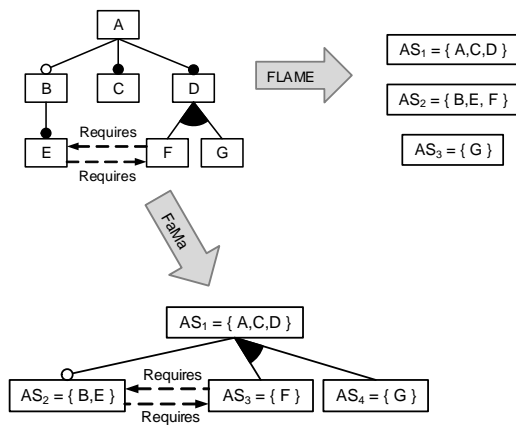 A
B
C
D
E
F
G
Requires
Requires
FLAME
AS1 = { A,C,D }
AS2 = { B,E, F }
AS3 = { G }
FaMa
AS1 = { A,C,D }
AS2 = { B,E }
Requires
Requires
AS3 = { F }
AS4 = { G }